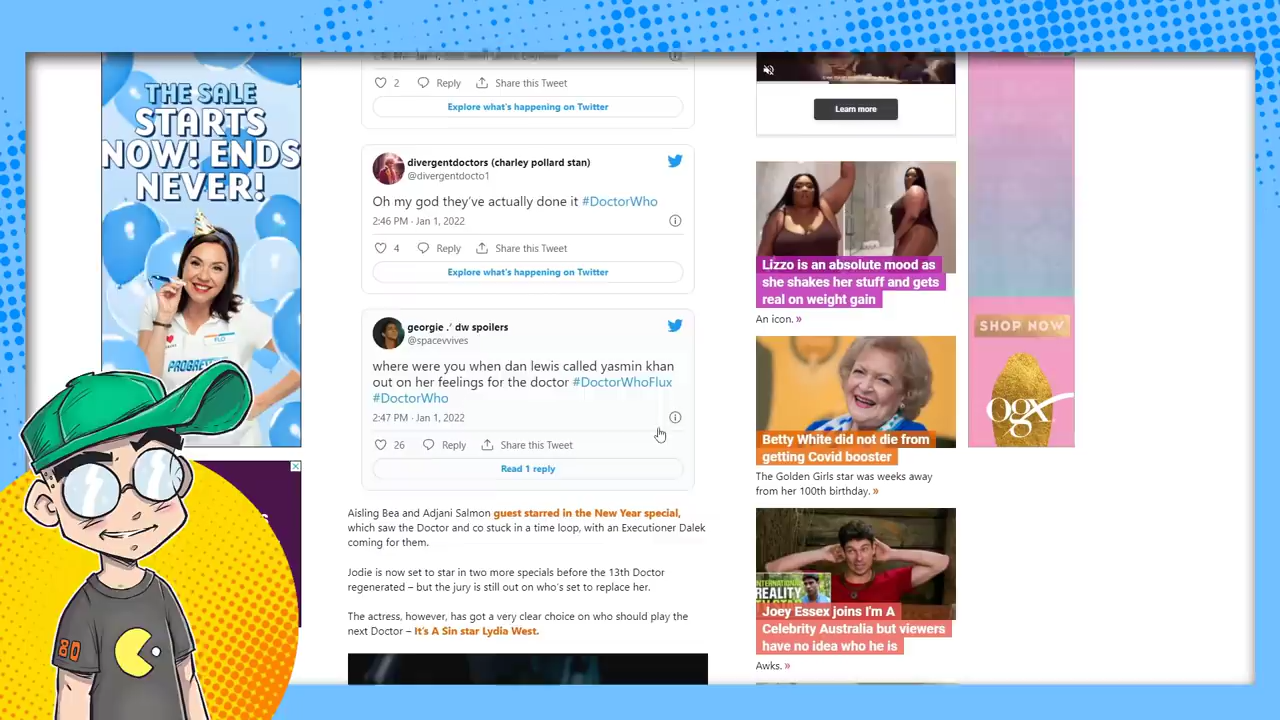 THE SALE
STARTS
NOW! ENDS
NEVER!
FLO
PROGRE
80
2 Reply Share this Tweet
Explore what's happening on Twitter
divergentdoctors (charley pollard stan)
@divergentdocto1
Oh my god they've actually done it #DoctorWho
2:46 PM · Jan 1, 2022
4 Reply Share this Tweet
Explore what's happening on Twitter
georgie .ᐟ dw spoilers
@spacevvives
where were you when dan lewis called yasmin khan
out on her feelings for the doctor #DoctorWhoFlux
#DoctorWho
2:47 PM · Jan 1, 2022
26 Reply Share this Tweet
Read 1 reply
Aisling Bea and Adjani Salmon guest starred in the New Year special,
which saw the Doctor and co stuck in a time loop, with an Executioner Dalek
coming for them.
Jodie is now set to star in two more specials before the 13th Doctor
regenerated – but the jury is still out on who's set to replace her.
The actress, however, has got a very clear choice on who should play the
next Doctor – It's A Sin star Lydia West.
Learn more
Lizzo is an absolute mood as
she shakes her stuff and gets
real on weight gain
An icon. »
Betty White did not die from
getting Covid booster
The Golden Girls star was weeks away
from her 100th birthday. »
INTERNATIONAL
REALITY
Joey Essex joins I'm A
Celebrity Australia but viewers
have no idea who he is
Awks. »
SHOP NOW
ogx